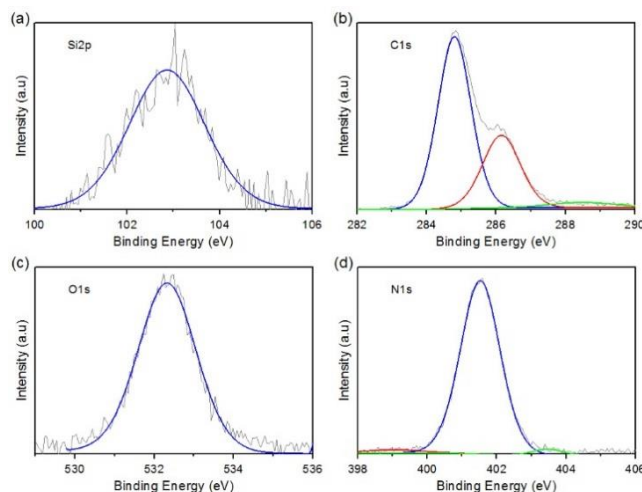 (a)
Si2p
Intensity (a.u)
100 102 104 106
Binding Energy (eV)
(b)
C1s
Intensity (a.u)
282 284 286 288 290
Binding Energy (eV)
(c)
O1s
Intensity (a.u)
530 532 534 536
Binding Energy (eV)
(d)
N1s
Intensity (a.u)
398 400 402 404 406
Binding Energy (eV)